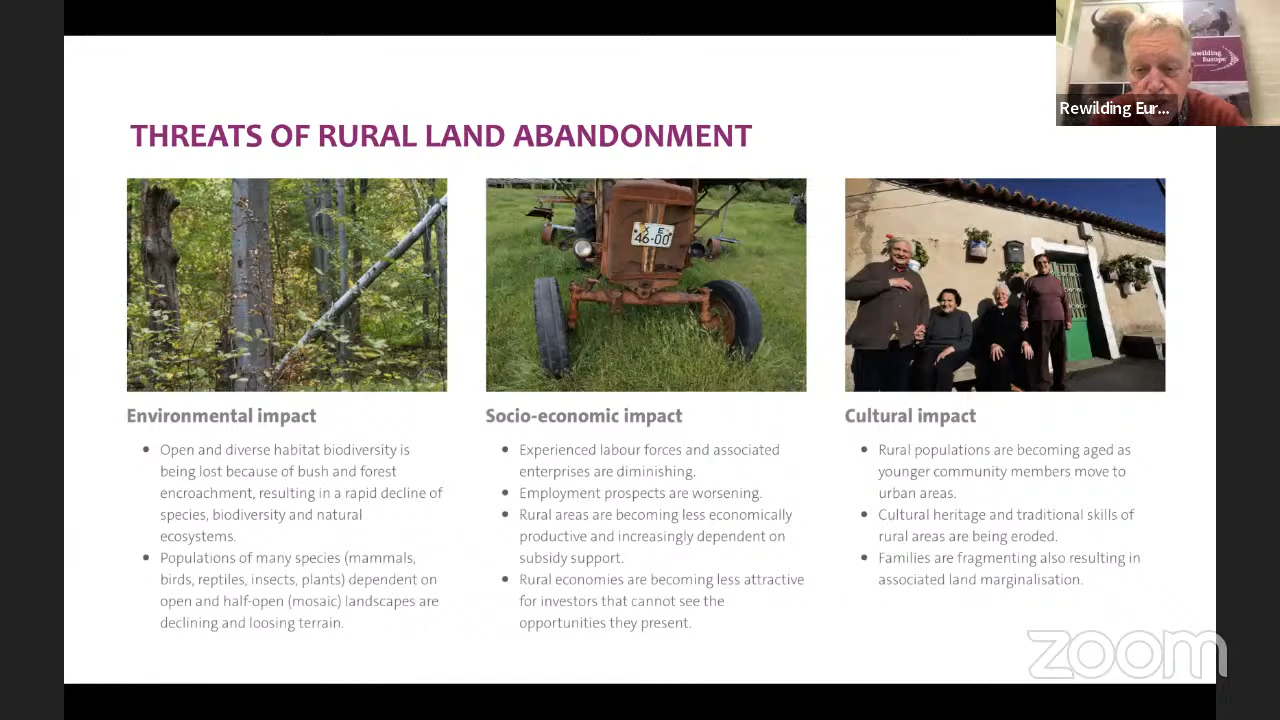 THREATS OF RURAL LAND ABANDONMENT
Rewilding
Europe
Rewilding Eur...
46-00
Environmental impact
Open and diverse habitat biodiversity is
being lost because of bush and forest
encroachment, resulting in a rapid decline of
species, biodiversity and natural
ecosystems.
Populations of many species (mammals,
birds, reptiles, insects, plants) dependent on
open and half-open (mosaic) landscapes are
declining and loosing terrain.
Socio-economic impact
Experienced labour forces and associated
enterprises are diminishing.
Employment prospects are worsening.
Rural areas are becoming less economically
productive and increasingly dependent on
subsidy support.
Rural economies are becoming less attractive
for investors that cannot see the
opportunities they present.
Cultural impact
Rural populations are becoming aged as
younger community members move to
urban areas.
Cultural heritage and traditional skills of
rural areas are being eroded.
Families are fragmenting also resulting in
associated land marginalisation.
zoom